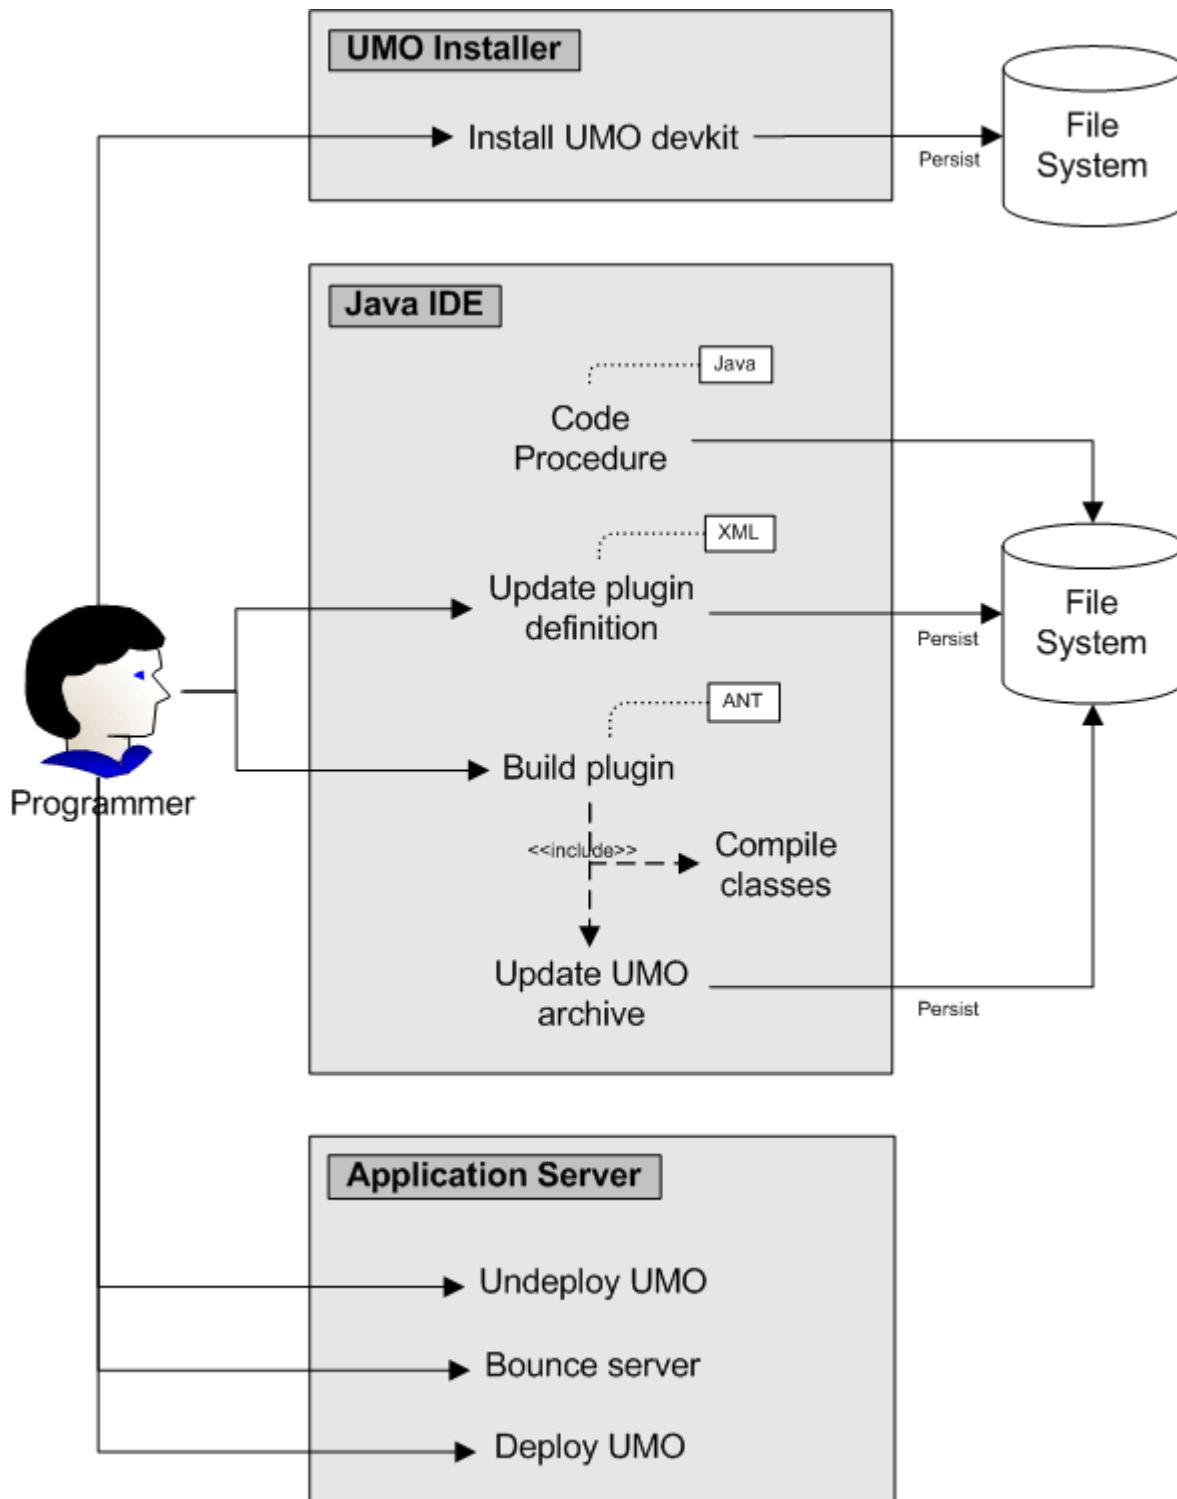 UMO Installer
Install UMO devkit
Persist
File
System
Java IDE
Java
Code
Procedure
XML
Update plugin
definition
Persist
File
System
ANT
Build plugin
Programmer
<<include>>
Compile
classes
Update UMO
archive
Persist
Application Server
Undeploy UMO
Bounce server
Deploy UMO